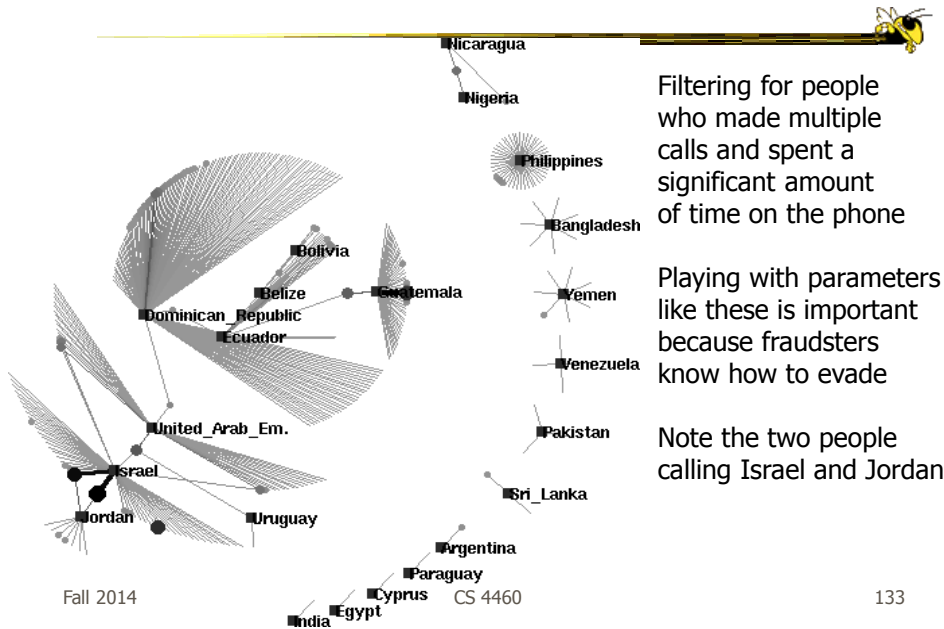 Nicaragua
Nigeria
Filtering for people
who made multiple
calls and spent a
significant amount
of time on the phone
Philippines
Bangladesh
Bolivia
Belize
Guatemala
Yemen
Playing with parameters
like these is important
because fraudsters
know how to evade
Dominican_Republic
Ecuador
Venezuela
United_Arab_Em.
Pakistan
Note the two people
calling Israel and Jordan
Israel
Sri_Lanka
Jordan
Uruguay
Argentina
Paraguay
Cyprus
Egypt
India
Fall 2014
CS 4460
133